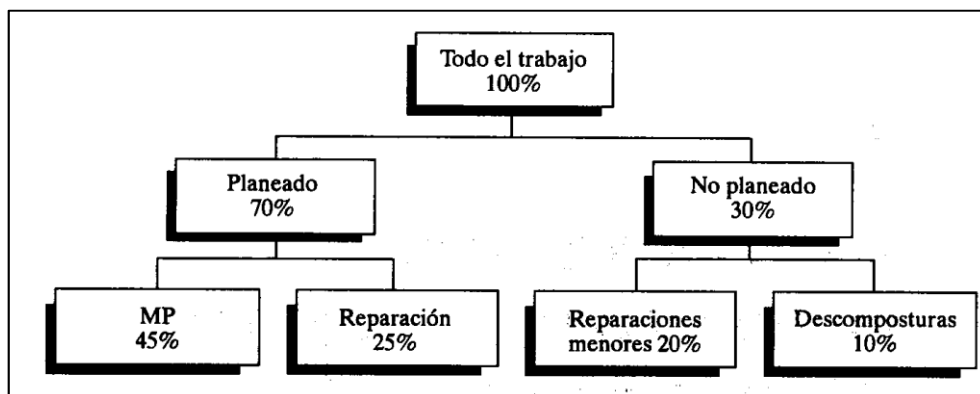 Todo el trabajo
100%
Planeado
70%
No planeado
30%
MP
45%
Reparación
25%
Reparaciones
menores 20%
Descomposturas
10%